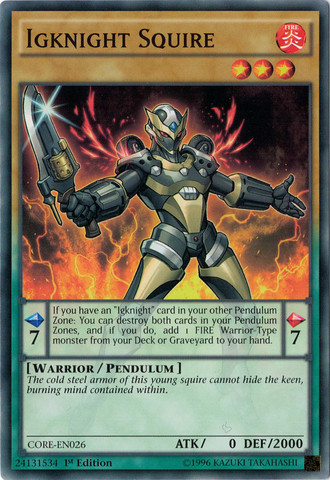 IGKNIGHT SQUIRE
FIRE
炎
If you have an "Igknight" card in your other Pendulum
Zone: You can destroy both cards in your Pendulum
Zones, and if you do, add 1 FIRE Warrior-Type
monster from your Deck or Graveyard to your hand.
7
7
[WARRIOR / PENDULUM]
The cold steel armor of this young squire cannot hide the keen,
burning mind contained within.
CORE-EN026
ATK/ 0 DEF/2000
24131534 1st Edition
©1996 KAZUKI TAKAHASHI